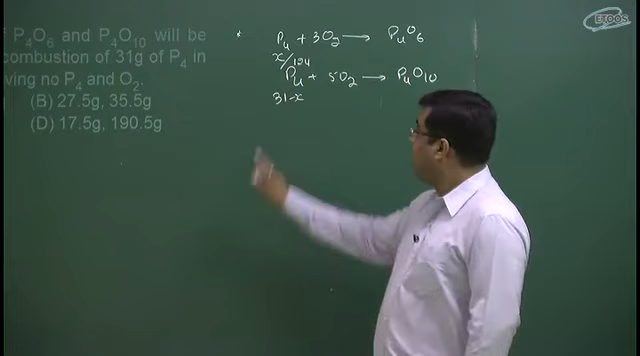 ETOOS
P₄O₆ and P₄O₁₀ will be
combustion of 31g of P₄ in
ving no P₄ and O₂.
(B) 27.5g, 35.5g
(D) 17.5g, 190.5g
* P₄ + 3O₂ → P₄O₆
x/124
P₄ + 5O₂ → P₄O₁₀
31-x